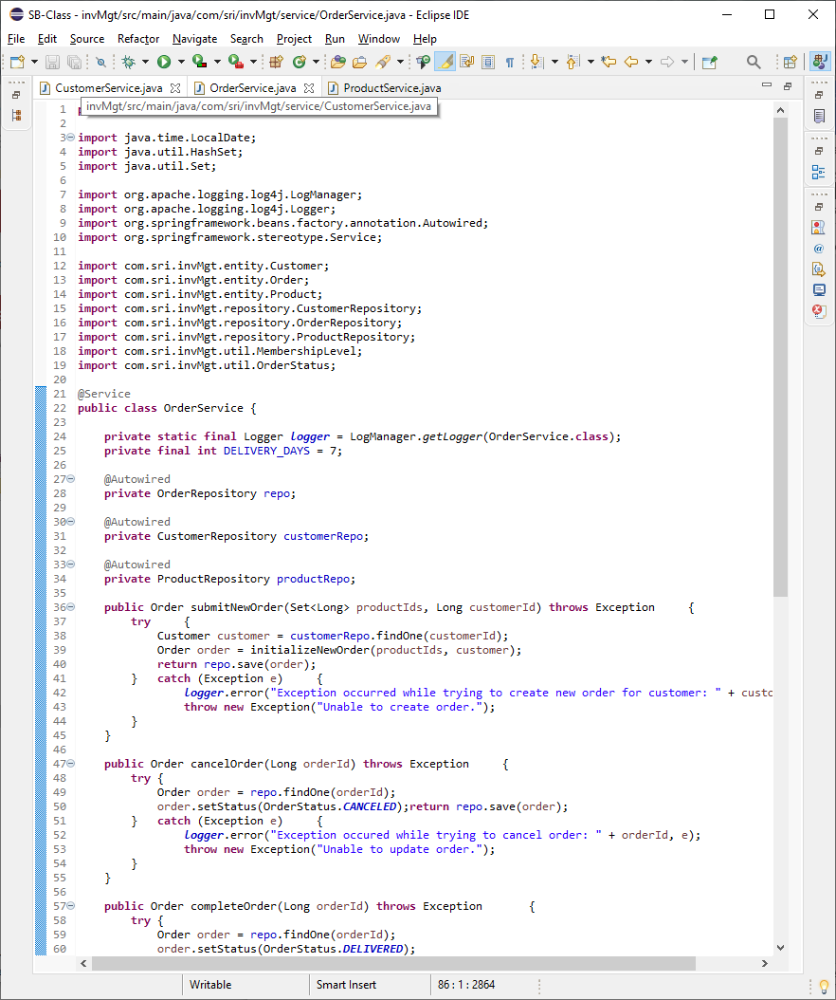 SB-Class - invMgt/src/main/java/com/sri/invMgt/service/OrderService.java - Eclipse IDE
File Edit Source Refactor Navigate Search Project Run Window Help
CustomerService.java OrderService.java ProductService.java
invMgt/src/main/java/com/sri/invMgt/service/CustomerService.java
1
2
3 import java.time.LocalDate;
4 import java.util.HashSet;
5 import java.util.Set;
6
7 import org.apache.logging.log4j.LogManager;
8 import org.apache.logging.log4j.Logger;
9 import org.springframework.beans.factory.annotation.Autowired;
10 import org.springframework.stereotype.Service;
11
12 import com.sri.invMgt.entity.Customer;
13 import com.sri.invMgt.entity.Order;
14 import com.sri.invMgt.entity.Product;
15 import com.sri.invMgt.repository.CustomerRepository;
16 import com.sri.invMgt.repository.OrderRepository;
17 import com.sri.invMgt.repository.ProductRepository;
18 import com.sri.invMgt.util.MembershipLevel;
19 import com.sri.invMgt.util.OrderStatus;
20
21 @Service
22 public class OrderService {
23
24 private static final Logger logger = LogManager.getLogger(OrderService.class);
25 private final int DELIVERY_DAYS = 7;
26
27 @Autowired
28 private OrderRepository repo;
29
30 @Autowired
31 private CustomerRepository customerRepo;
32
33 @Autowired
34 private ProductRepository productRepo;
35
36 public Order submitNewOrder(Set<Long> productIds, Long customerId) throws Exception {
37 try {
38 Customer customer = customerRepo.findOne(customerId);
39 Order order = initializeNewOrder(productIds, customer);
40 return repo.save(order);
41 } catch (Exception e) {
42 logger.error("Exception occurred while trying to create new order for customer: " + custo
43 throw new Exception("Unable to create order.");
44 }
45 }
46
47 public Order cancelOrder(Long orderId) throws Exception {
48 try {
49 Order order = repo.findOne(orderId);
50 order.setStatus(OrderStatus.CANCELED);return repo.save(order);
51 } catch (Exception e) {
52 logger.error("Exception occured while trying to cancel order: " + orderId, e);
53 throw new Exception("Unable to update order.");
54 }
55 }
56
57 public Order completeOrder(Long orderId) throws Exception {
58 try {
59 Order order = repo.findOne(orderId);
60 order.setStatus(OrderStatus.DELIVERED);
Writable Smart Insert 86 : 1 : 2864